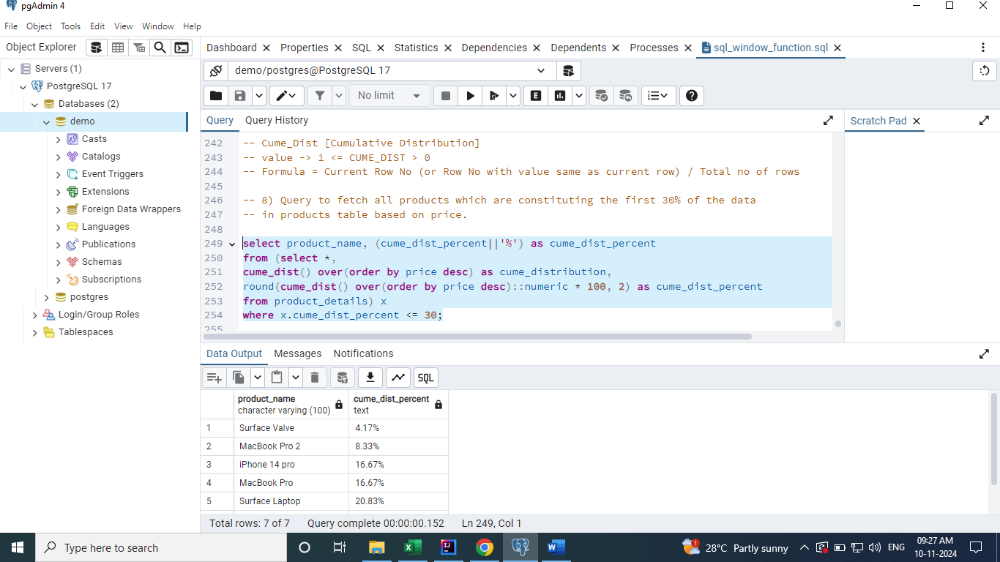 pgAdmin 4
File Object Tools Edit View Window Help
Object Explorer
Dashboard Properties SQL Statistics Dependencies Dependents Processes sql_window_function.sql
Servers (1)
PostgreSQL 17
Databases (2)
demo
Casts
Catalogs
Event Triggers
Extensions
Foreign Data Wrappers
Languages
Publications
Schemas
Subscriptions
postgres
Login/Group Roles
Tablespaces
demo/postgres@PostgreSQL 17
No limit
E
Query Query History
Scratch Pad
242 -- Cume_Dist [Cumulative Distribution]
243 -- value -> 1 <= CUME_DIST > 0
244 -- Formula = Current Row No (or Row No with value same as current row) / Total no of rows
245
246 -- 8) Query to fetch all products which are constituting the first 30% of the data
247 -- in products table based on price.
248
249 select product_name, (cume_dist_percent||'%') as cume_dist_percent
250 from (select *,
251 cume_dist() over(order by price desc) as cume_distribution,
252 round(cume_dist() over(order by price desc)::numeric * 100, 2) as cume_dist_percent
253 from product_details) x
254 where x.cume_dist_percent <= 30;
255
Data Output Messages Notifications
SQL
product_name cume_dist_percent
character varying (100) text
1 Surface Valve 4.17%
2 MacBook Pro 2 8.33%
3 iPhone 14 pro 16.67%
4 MacBook Pro 16.67%
5 Surface Laptop 20.83%
Total rows: 7 of 7 Query complete 00:00:00.152 Ln 249, Col 1
Type here to search
28°C Partly sunny
ENG
09:27 AM
10-11-2024